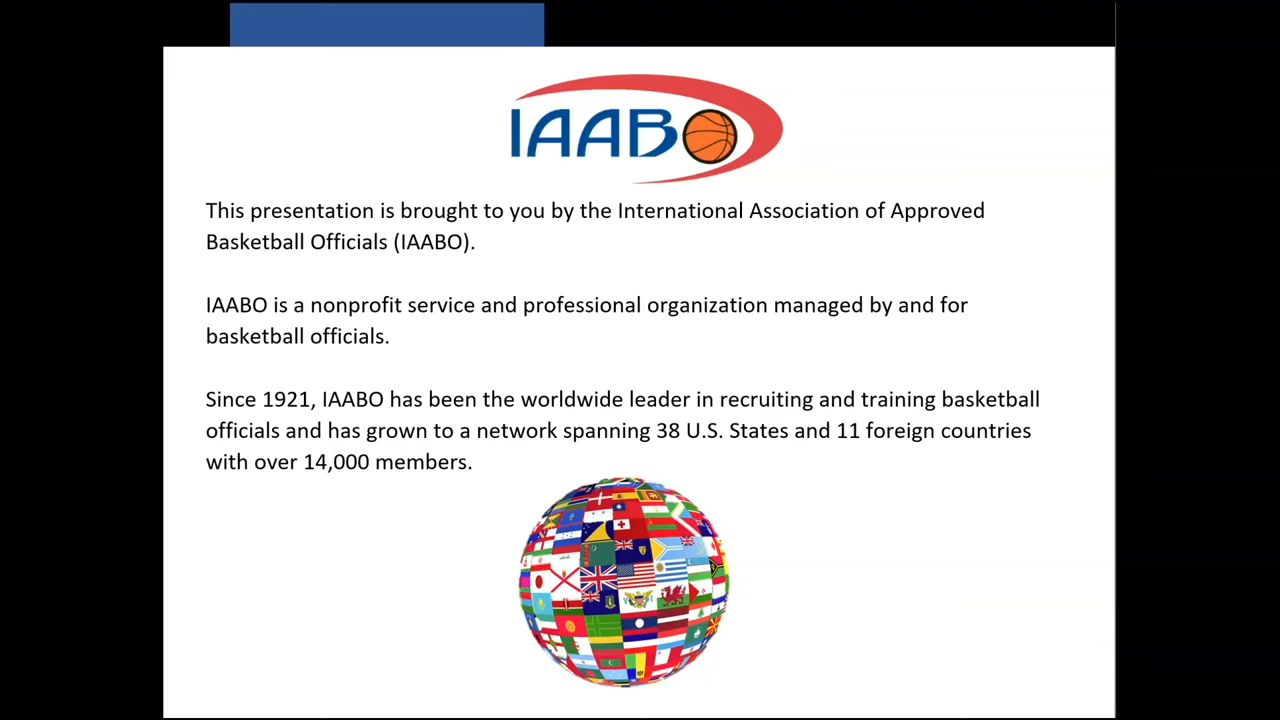 IAABO
This presentation is brought to you by the International Association of Approved
Basketball Officials (IAABO).
IAABO is a nonprofit service and professional organization managed by and for
basketball officials.
Since 1921, IAABO has been the worldwide leader in recruiting and training basketball
officials and has grown to a network spanning 38 U.S. States and 11 foreign countries
with over 14,000 members.